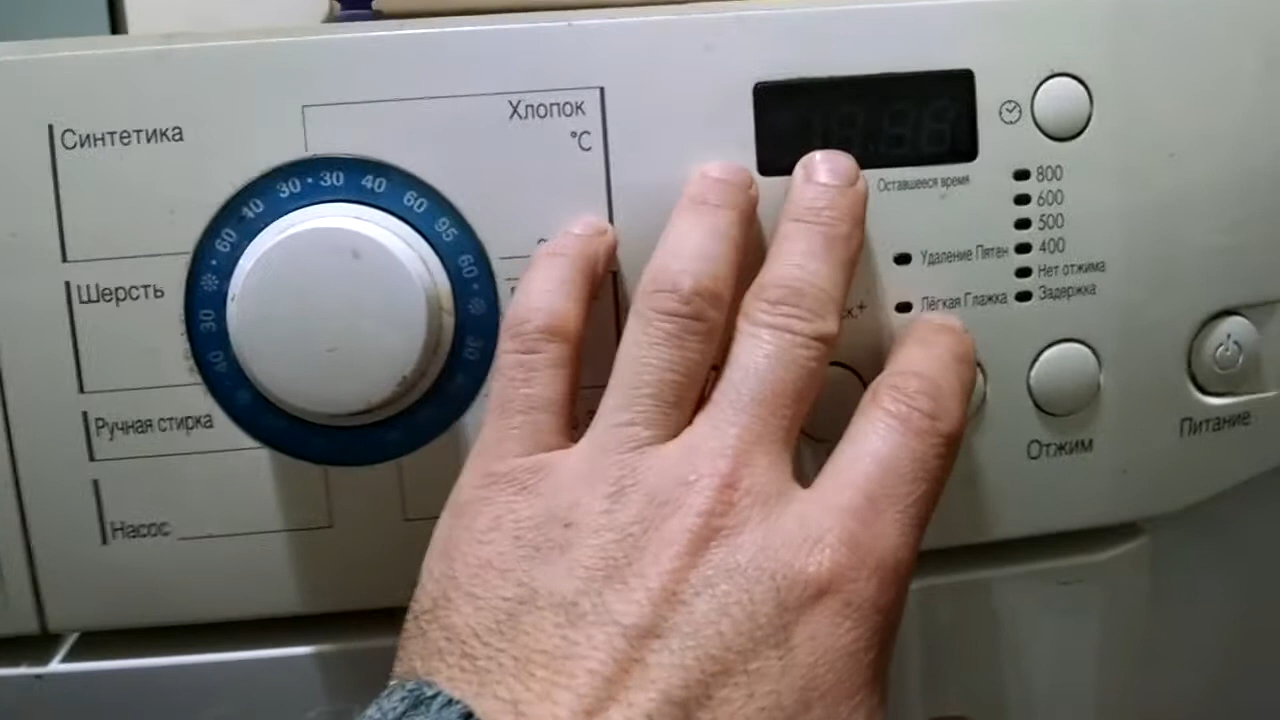 Синтетика
Хлопок
°C
Шерсть
Ручная стирка
Насос
30
30
40
60
95
60
30
60
40
30
40
Оставшееся время
Удаление Пятен
Лёгкая Глажка
800
600
500
400
Нет отжима
Задержка
Отжим
Питание